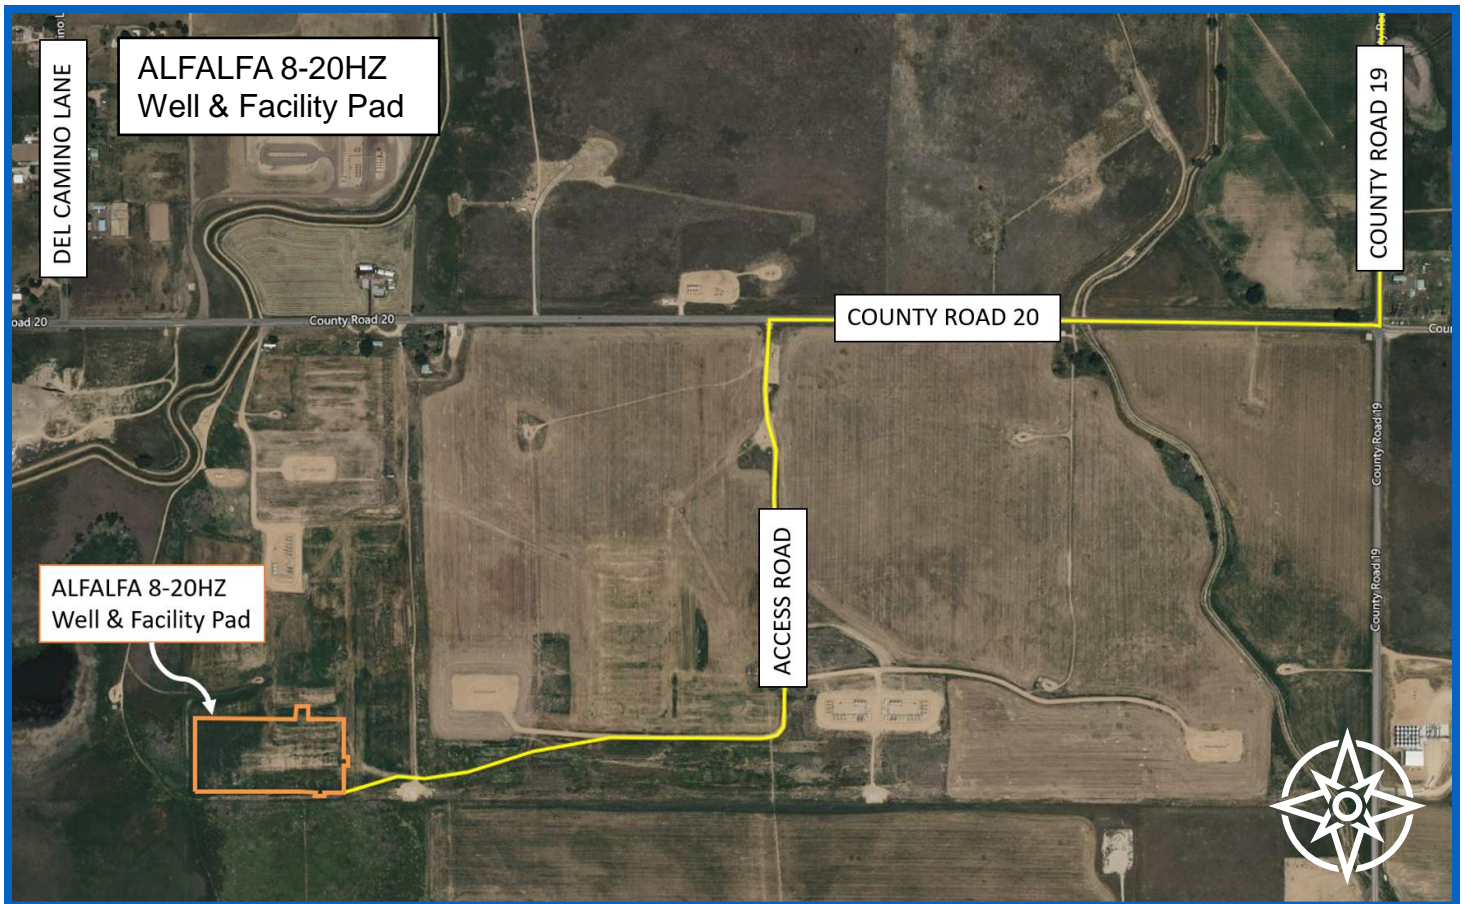 DEL CAMINO LANE
ALFALFA 8-20HZ
Well & Facility Pad
COUNTY ROAD 19
oad 20
County Road 20
COUNTY ROAD 20
Cou
County Road 19
County Road 19
ACCESS ROAD
ALFALFA 8-20HZ
Well & Facility Pad